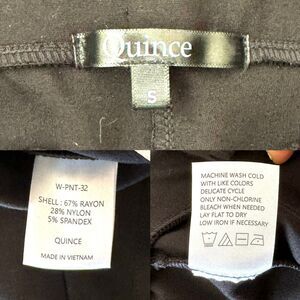 Quince
S
W-PNT-32
SHELL : 67% RAYON
28% NYLON
5% SPANDEX
QUINCE
MADE IN VIETNAM
MACHINE WASH COLD
WITH LIKE COLORS
DELICATE CYCLE
ONLY NON-CHLORINE
BLEACH WHEN NEEDED
LAY FLAT TO DRY
LOW IRON IF NECESSARY